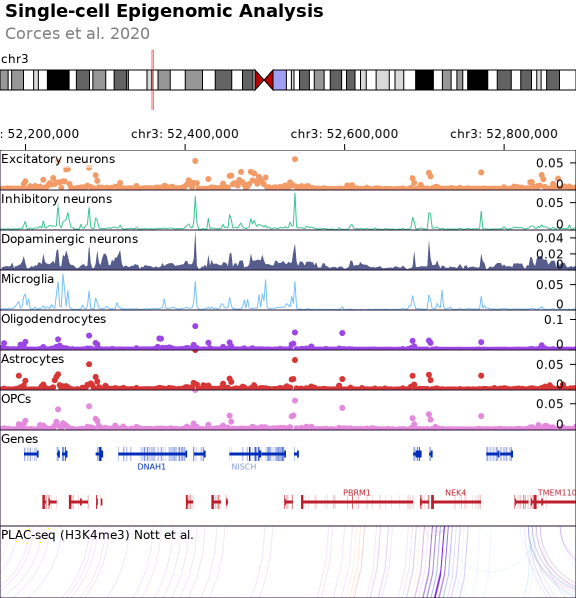 Single-cell Epigenomic Analysis
Corces et al. 2020
chr3
: 52,200,000 chr3: 52,400,000 chr3: 52,600,000 chr3: 52,800,000
Excitatory neurons 0.05
0
Inhibitory neurons 0.05
0
Dopaminergic neurons 0.04
0.02
0
Microglia 0.05
0
Oligodendrocytes 0.1
0
Astrocytes 0.05
0
OPCs 0.05
0
Genes
DNAH1 NISCH
PBRM1 NEK4 TMEM110
PLAC-seq (H3K4me3) Nott et al.